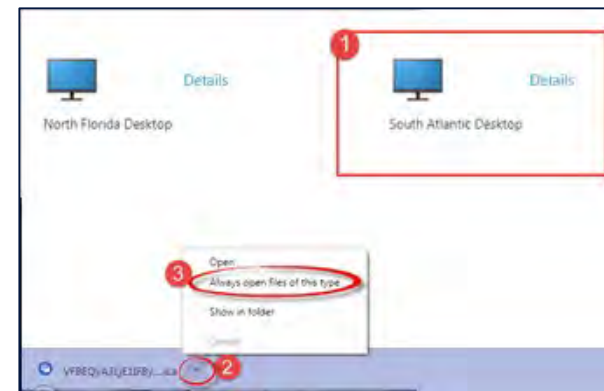 1
Details
Details
North Florida Desktop
South Atlantic Desktop
Open
3
Always open files of this type
Show in folder
Cancel
2